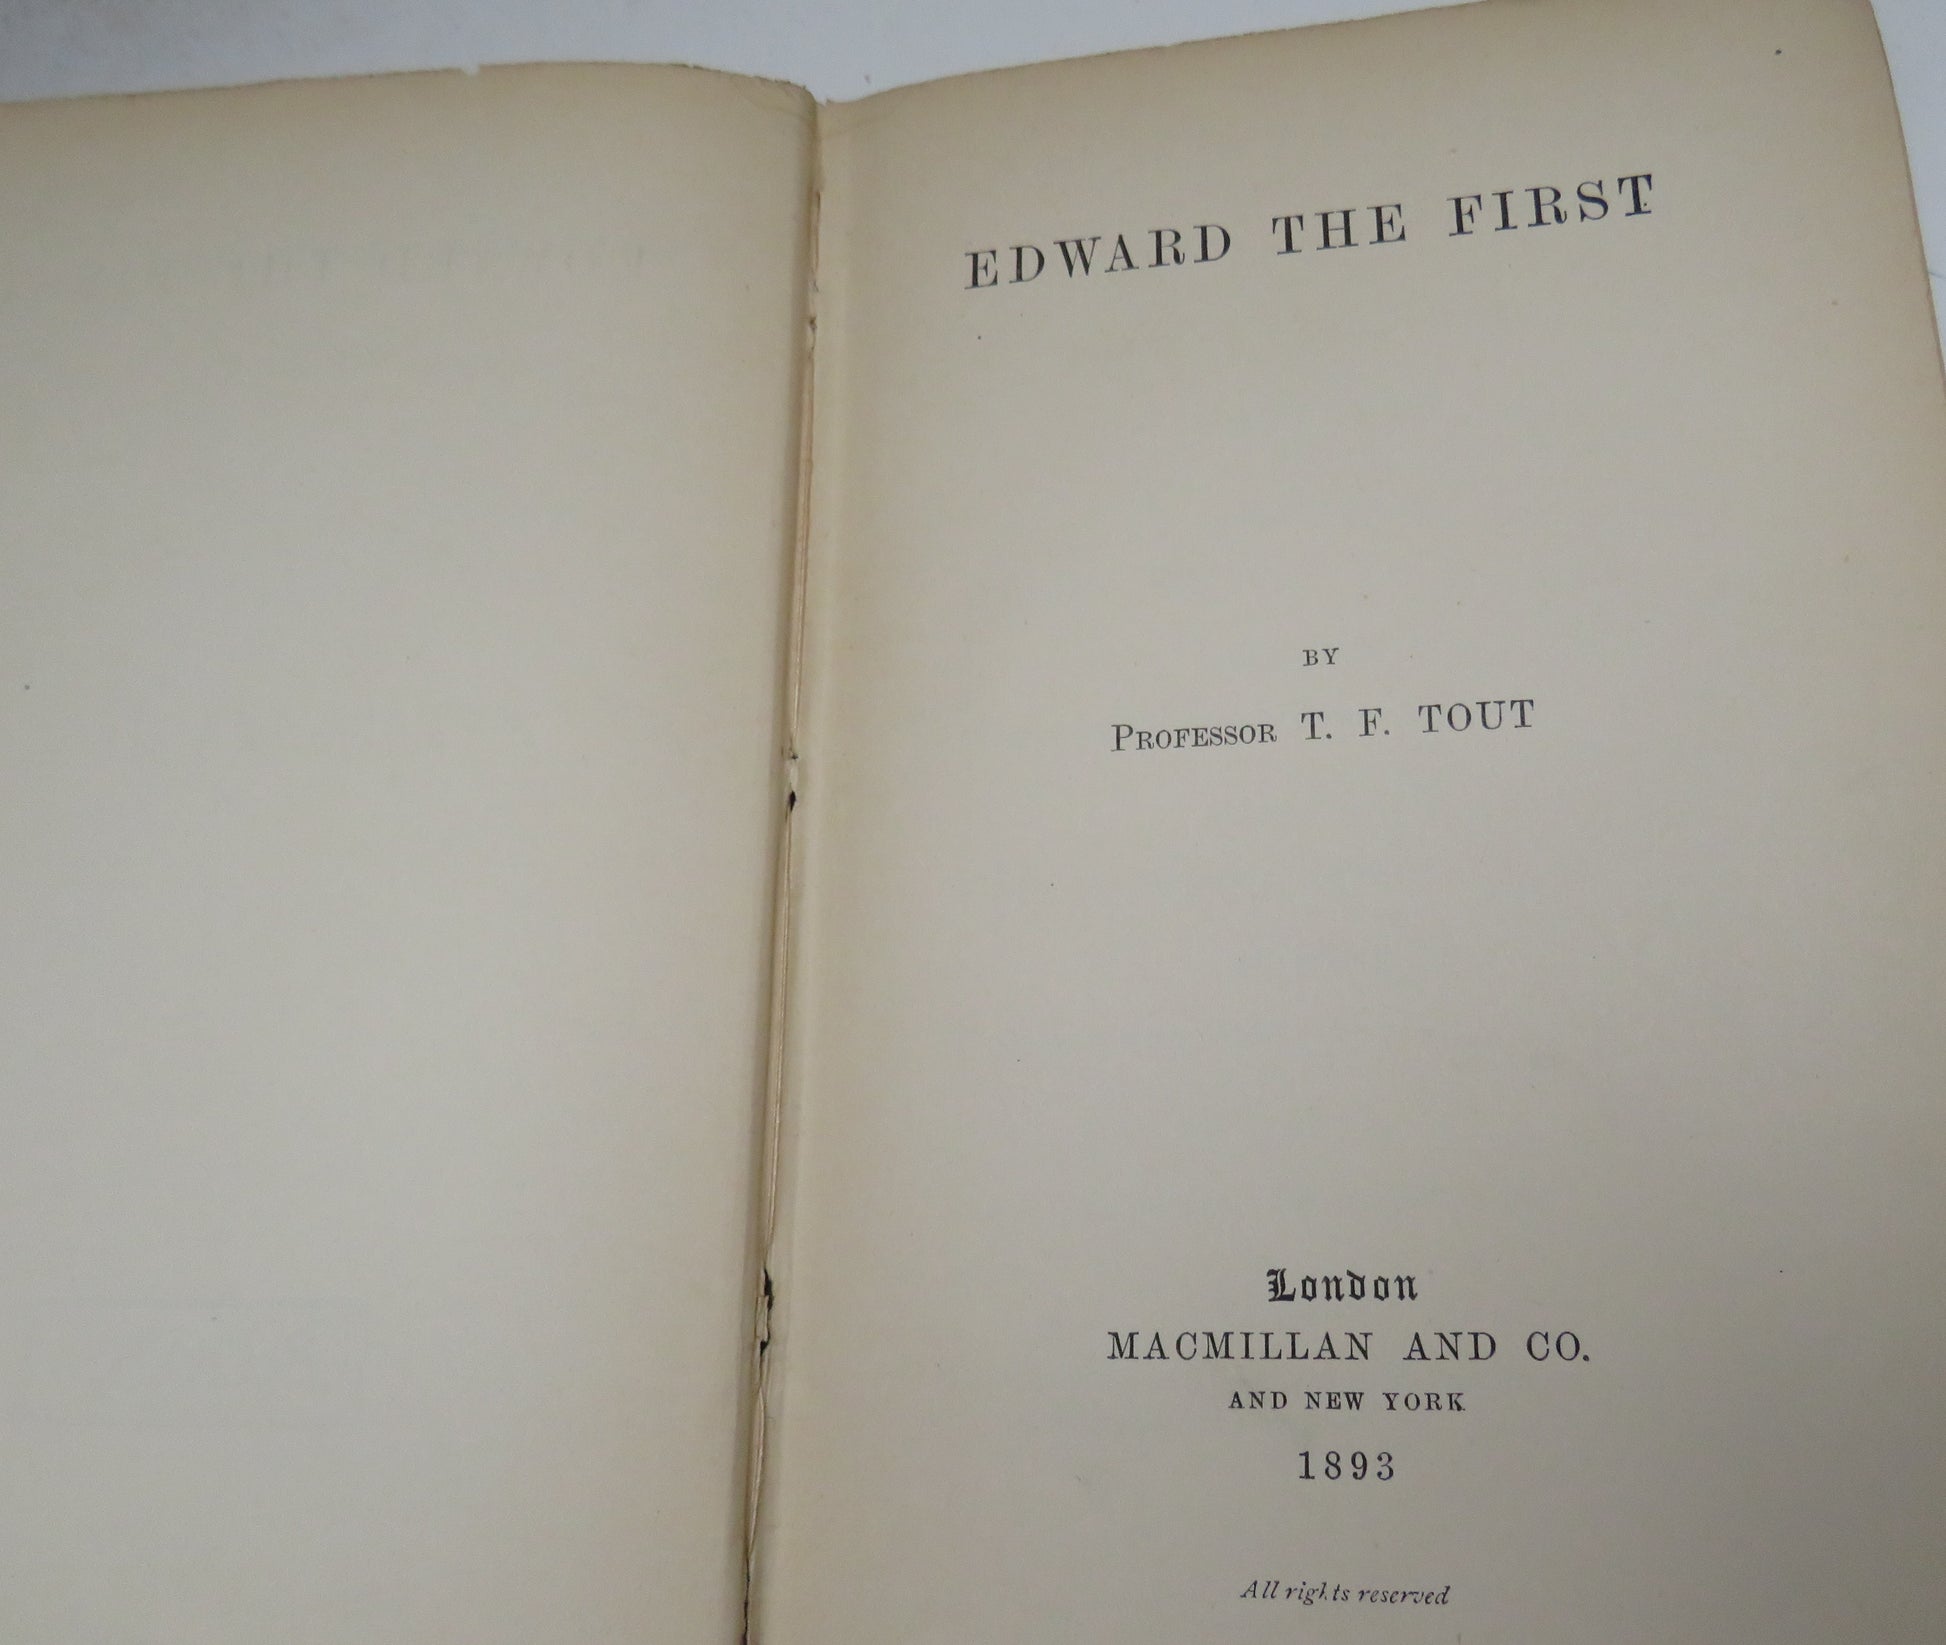 EDWARD THE FIRST
BY
PROFESSOR T. F. TOUT
London
MACMILLAN AND CO.
AND NEW YORK
1893
All rights reserved